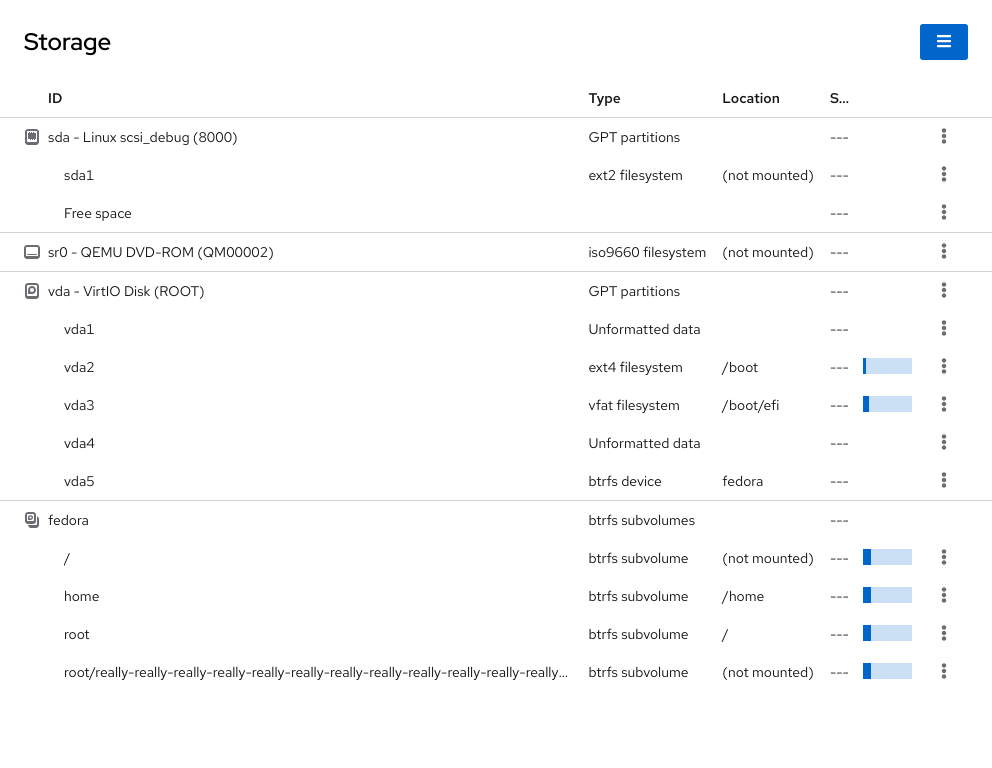 Storage
ID Type Location S...
sda - Linux scsi_debug (8000) GPT partitions ---
sda1 ext2 filesystem (not mounted) ---
Free space ---
sr0 - QEMU DVD-ROM (QM00002) iso9660 filesystem (not mounted) ---
vda - VirtIO Disk (ROOT) GPT partitions ---
vda1 Unformatted data ---
vda2 ext4 filesystem /boot ---
vda3 vfat filesystem /boot/efi ---
vda4 Unformatted data ---
vda5 btrfs device fedora ---
fedora btrfs subvolumes ---
/ btrfs subvolume (not mounted) ---
home btrfs subvolume /home ---
root btrfs subvolume / ---
root/really-really-really-really-really-really-really-really-really-really-really-really... btrfs subvolume (not mounted) ---